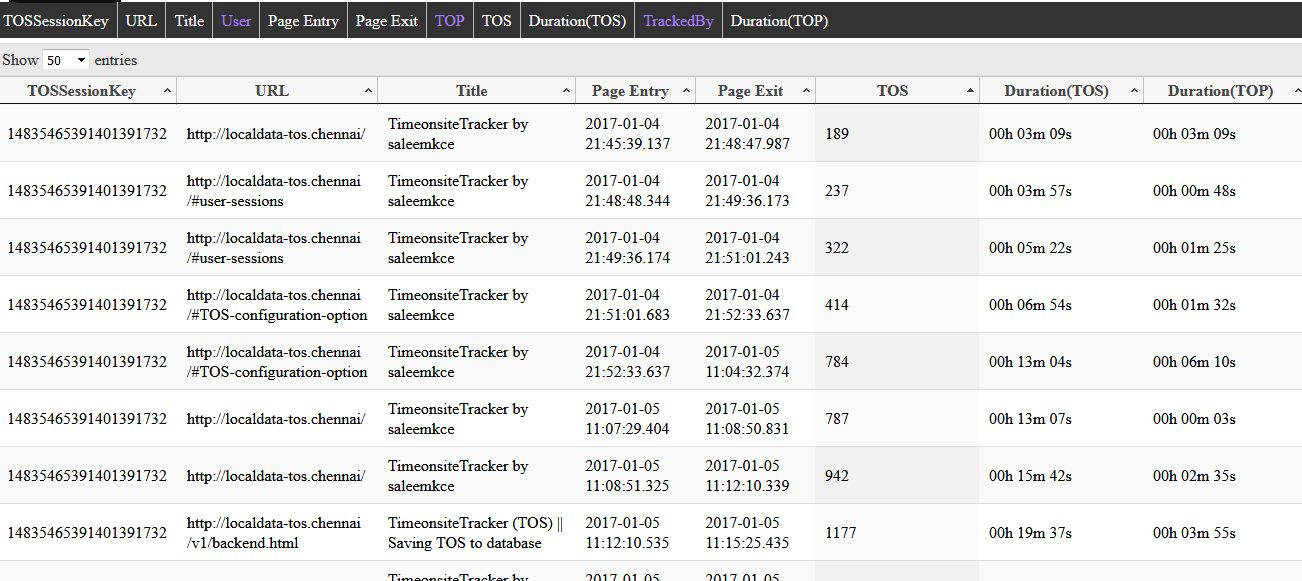 TOSSessionKey URL Title User Page Entry Page Exit TOP TOS Duration(TOS) TrackedBy Duration(TOP)
Show 50 entries
TOSSessionKey URL Title Page Entry Page Exit TOS Duration(TOS) Duration(TOP)
14835465391401391732 http://localdata-tos.chennai/ TimeonsiteTracker by 2017-01-04 2017-01-04 189 00h 03m 09s 00h 03m 09s
saleemkce 21:45:39.137 21:48:47.987
14835465391401391732 http://localdata-tos.chennai TimeonsiteTracker by 2017-01-04 2017-01-04 237 00h 03m 57s 00h 00m 48s
/#user-sessions saleemkce 21:48:48.344 21:49:36.173
14835465391401391732 http://localdata-tos.chennai TimeonsiteTracker by 2017-01-04 2017-01-04 322 00h 05m 22s 00h 01m 25s
/#user-sessions saleemkce 21:49:36.174 21:51:01.243
14835465391401391732 http://localdata-tos.chennai TimeonsiteTracker by 2017-01-04 2017-01-04 414 00h 06m 54s 00h 01m 32s
/#TOS-configuration-option saleemkce 21:51:01.683 21:52:33.637
14835465391401391732 http://localdata-tos.chennai TimeonsiteTracker by 2017-01-04 2017-01-05 784 00h 13m 04s 00h 06m 10s
/#TOS-configuration-option saleemkce 21:52:33.637 11:04:32.374
14835465391401391732 http://localdata-tos.chennai/ TimeonsiteTracker by 2017-01-05 2017-01-05 787 00h 13m 07s 00h 00m 03s
saleemkce 11:07:29.404 11:08:50.831
14835465391401391732 http://localdata-tos.chennai/ TimeonsiteTracker by 2017-01-05 2017-01-05 942 00h 15m 42s 00h 02m 35s
saleemkce 11:08:51.325 11:12:10.339
14835465391401391732 http://localdata-tos.chennai TimeonsiteTracker (TOS) || 2017-01-05 2017-01-05 1177 00h 19m 37s 00h 03m 55s
/v1/backend.html Saving TOS to database 11:12:10.535 11:15:25.435
TimeonsiteTracker by 2017-01-05 2017-01-05